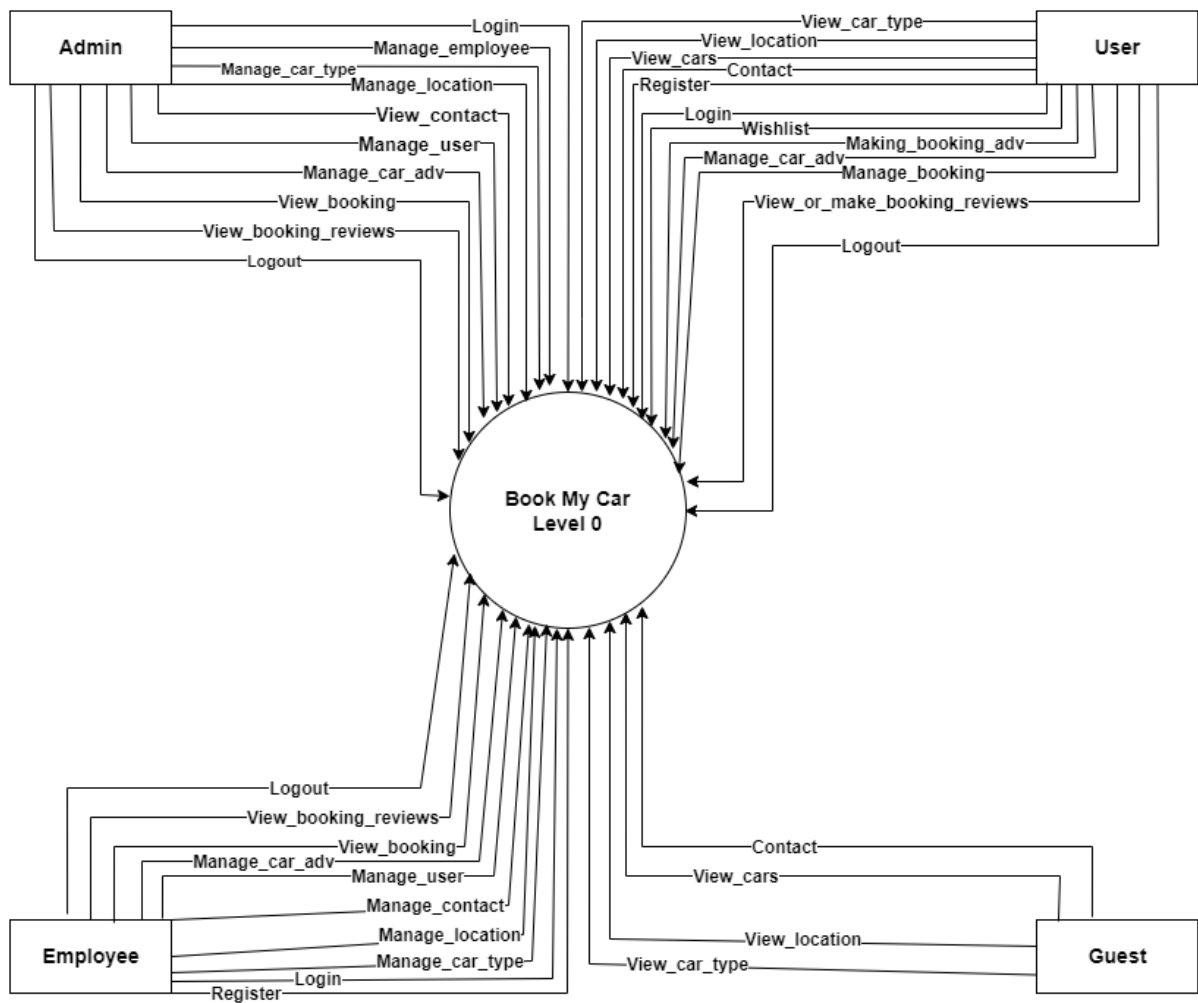 Admin
Login
Manage_employee
Manage_car_type
Manage_location
View_contact
Manage_user
Manage_car_adv
View_booking
View_booking_reviews
Logout
User
View_car_type
View_location
View_cars
Contact
Register
Login
Wishlist
Making_booking_adv
Manage_car_adv
Manage_booking
View_or_make_booking_reviews
Logout
Book My Car
Level 0
Logout
View_booking_reviews
View_booking
Manage_car_adv
Manage_user
Manage_contact
Manage_location
Manage_car_type
Login
Register
Employee
Contact
View_cars
View_location
View_car_type
Guest